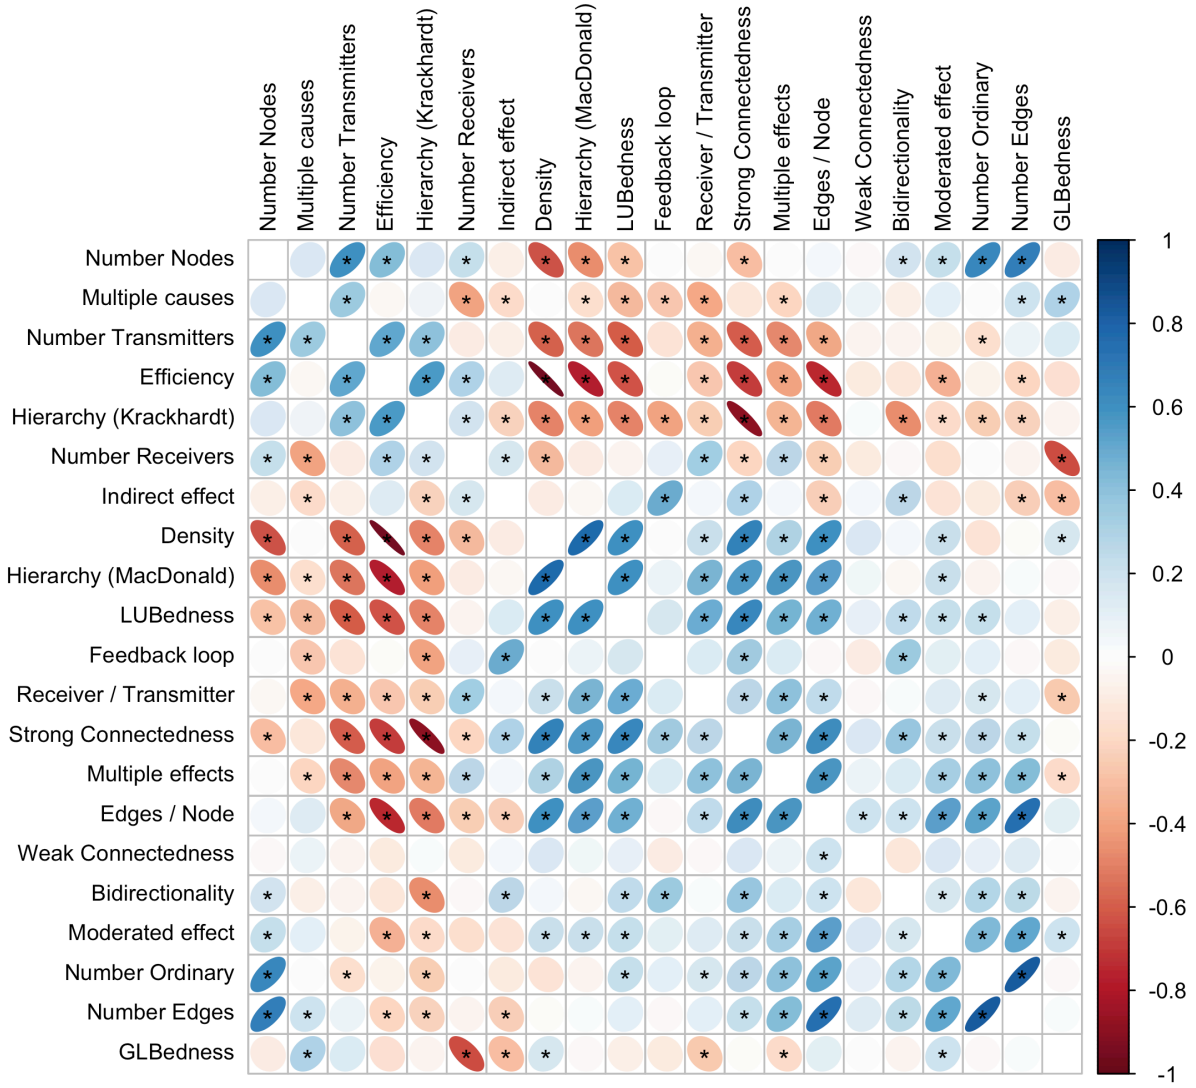 Number Nodes
Multiple causes
Number Transmitters
Efficiency
Hierarchy (Krackhardt)
Number Receivers
Indirect effect
Density
Hierarchy (MacDonald)
LUBedness
Feedback loop
Receiver / Transmitter
Strong Connectedness
Multiple effects
Edges / Node
Weak Connectedness
Bidirectionality
Moderated effect
Number Ordinary
Number Edges
GLBedness
Number Nodes
Multiple causes
Number Transmitters
Efficiency
Hierarchy (Krackhardt)
Number Receivers
Indirect effect
Density
Hierarchy (MacDonald)
LUBedness
Feedback loop
Receiver / Transmitter
Strong Connectedness
Multiple effects
Edges / Node
Weak Connectedness
Bidirectionality
Moderated effect
Number Ordinary
Number Edges
GLBedness
1
0.8
0.6
0.4
0.2
0
-0.2
-0.4
-0.6
-0.8
-1